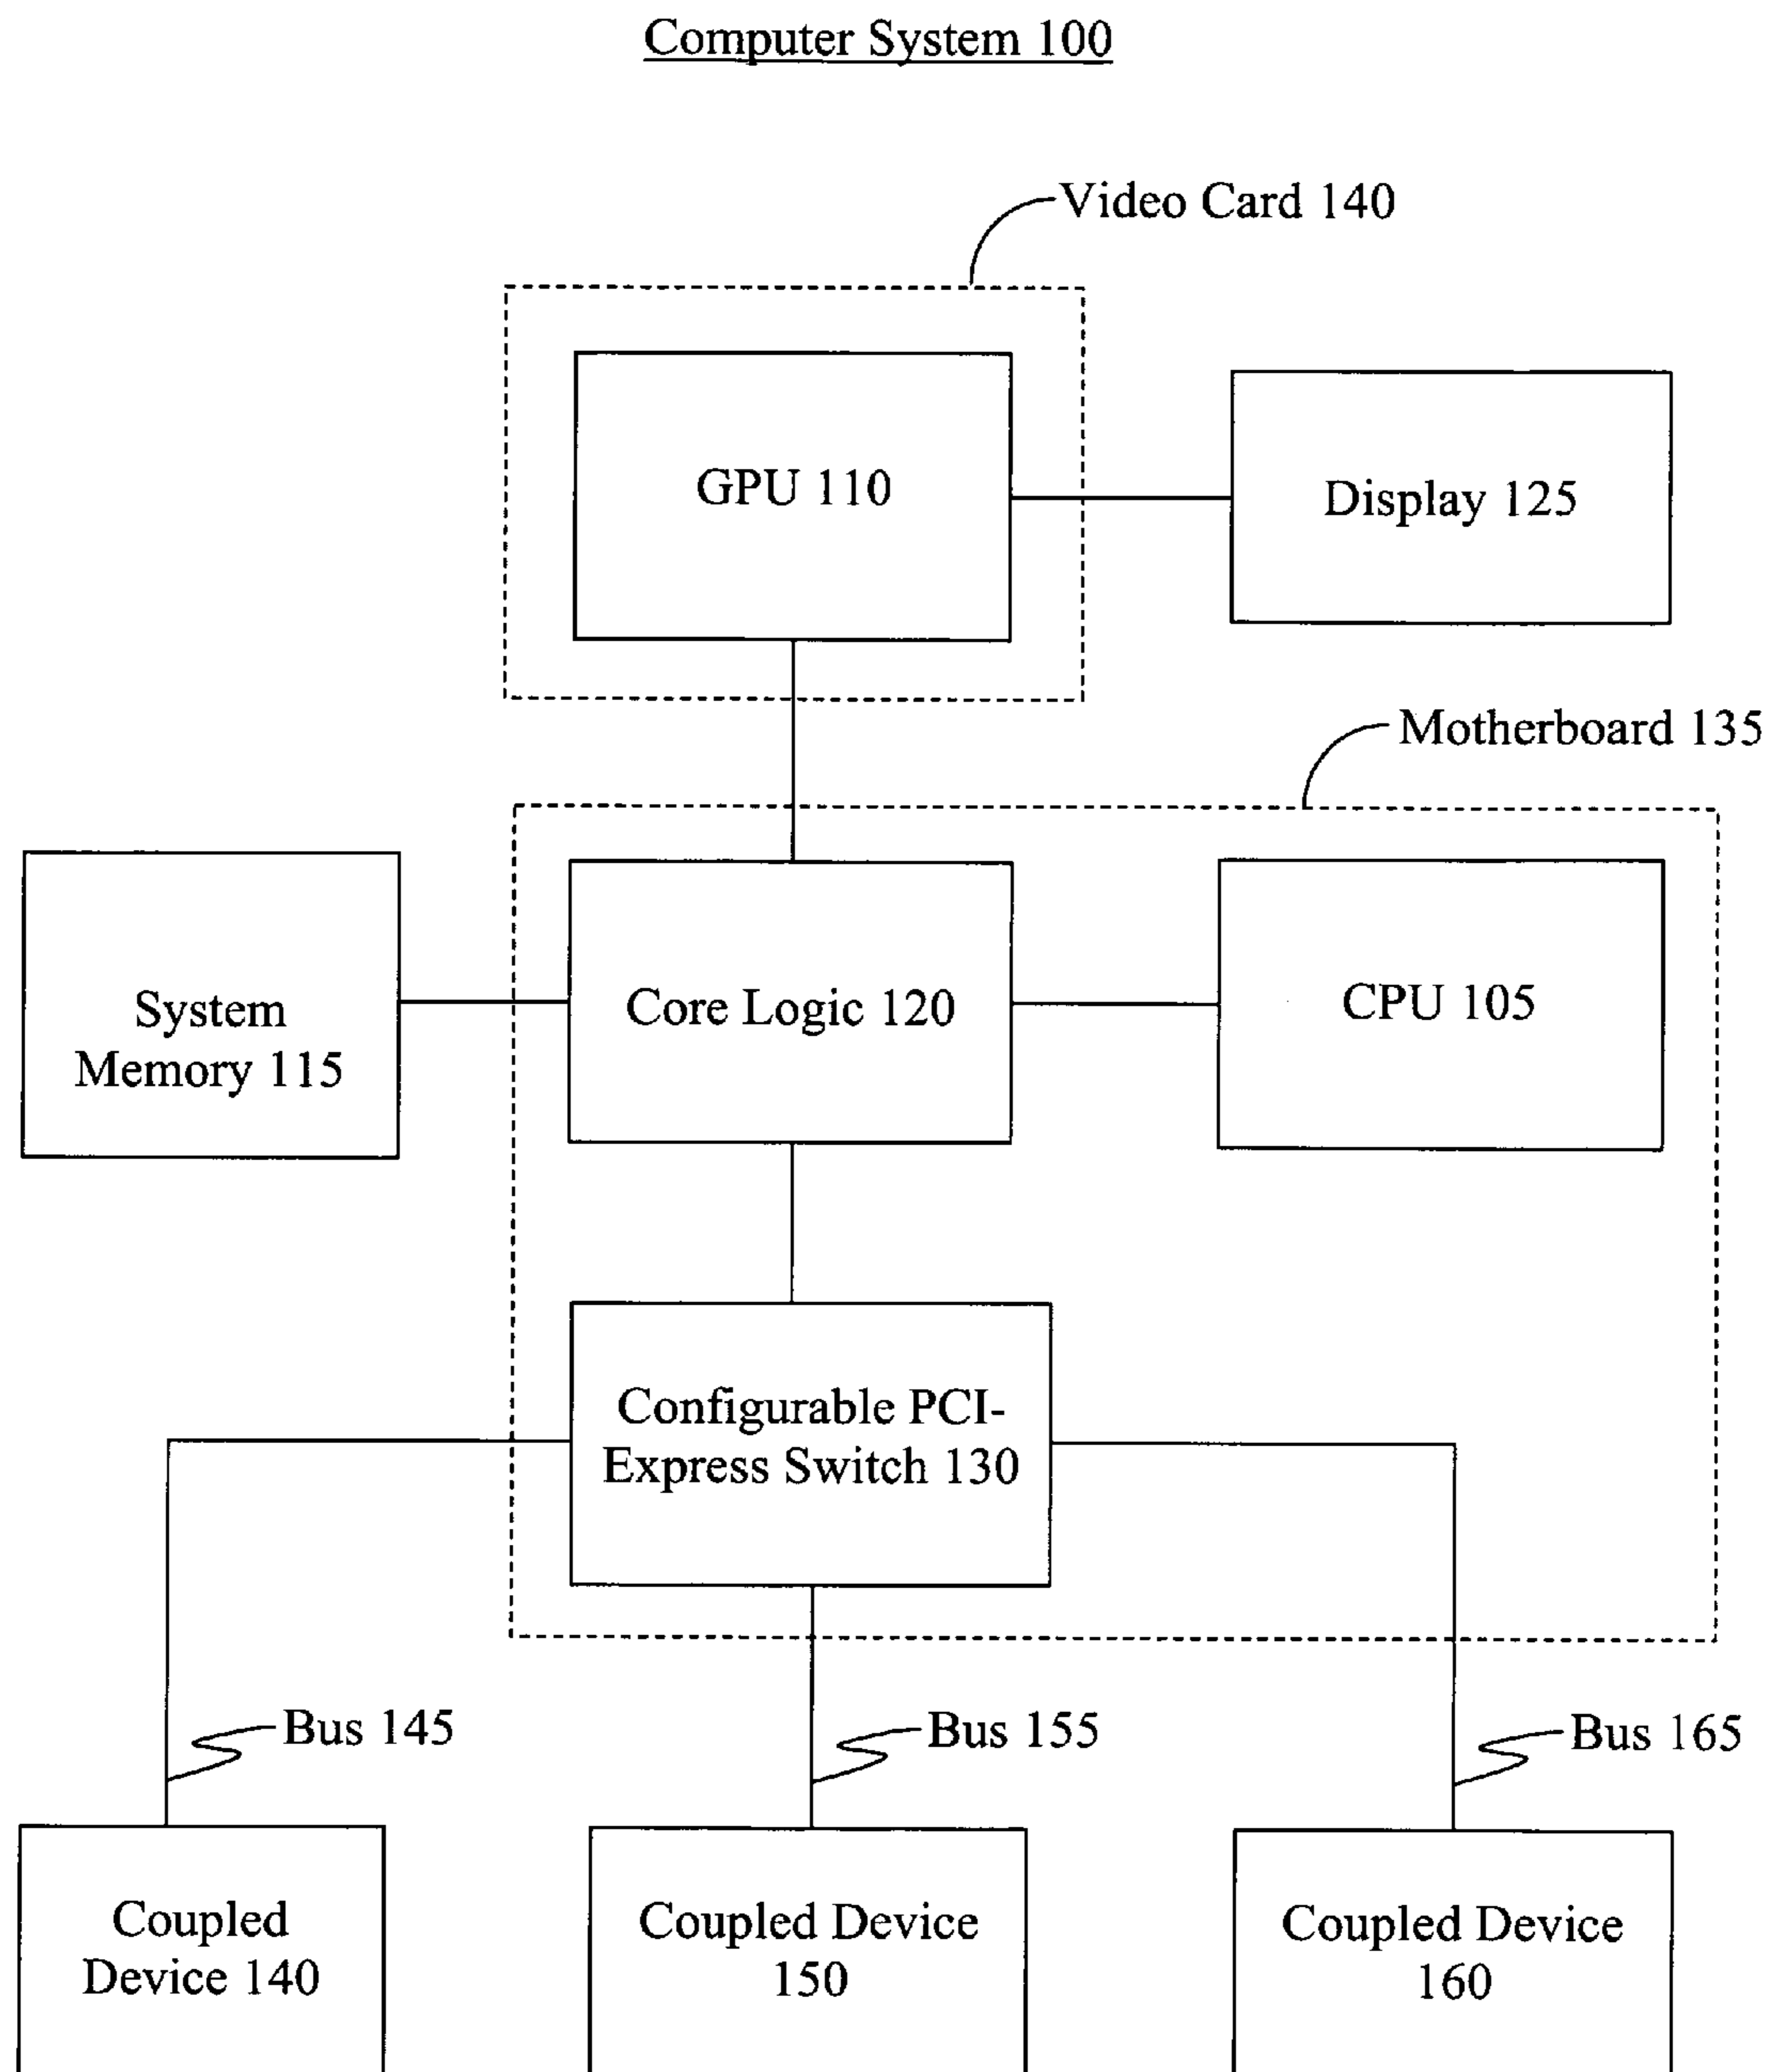 Computer System 100
Video Card 140
GPU 110
Display 125
Motherboard 135
System
Memory 115
Core Logic 120
CPU 105
Configurable PCI-
Express Switch 130
Bus 145
Bus 155
Bus 165
Coupled
Device 140
Coupled Device
150
Coupled Device
160